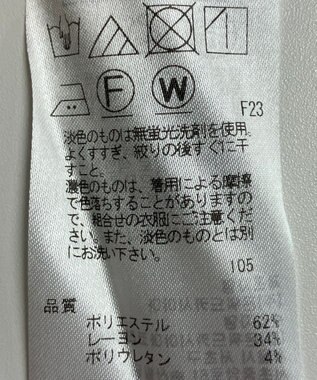 F
W
F23
淡色のものは無蛍光洗剤を使用。
よくすすぎ、絞りの後すぐに干
すこと。
濃色のものは、着用による摩擦
で色落ちすることがありますの
で、組合せの衣服にご注意くだ
さい。また、淡色のものとは別
にお洗い下さい。
105
品質
ポリエステル 62%
レーヨン 34%
ポリウレタン 4%